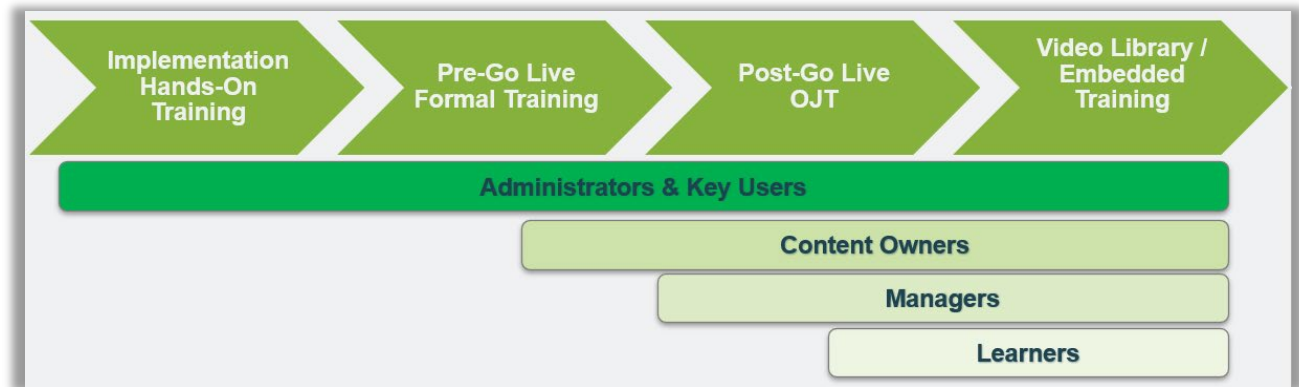 Implementation
Hands-On
Training
Pre-Go Live
Formal Training
Post-Go Live
OJT
Video Library /
Embedded
Training
Administrators & Key Users
Content Owners
Managers
Learners